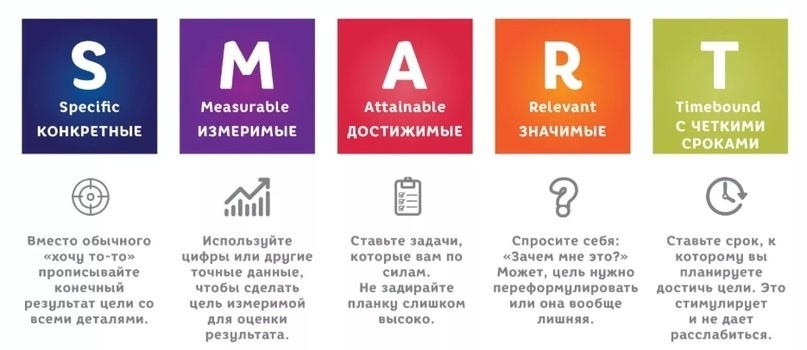 S
Specific
КОНКРЕТНЫЕ
Вместо обычного
«хочу то-то»
прописывайте
конечный
результат цели со
всеми деталями.
M
Measurable
ИЗМЕРИМЫЕ
Используйте
цифры или другие
точные данные,
чтобы сделать
цель измеримой
для оценки
результата.
A
Attainable
ДОСТИЖИМЫЕ
Ставьте задачи,
которые вам по
силам.
Не задирайте
планку слишком
высоко.
R
Relevant
ЗНАЧИМЫЕ
Спросите себя:
«Зачем мне это?»
Может, цель нужно
переформулировать
или она вообще
лишняя.
T
Timebound
С ЧЕТКИМИ
СРОКАМИ
Ставьте срок, к
которому вы
планируете
достичь цели. Это
стимулирует
и не дает
расслабиться.